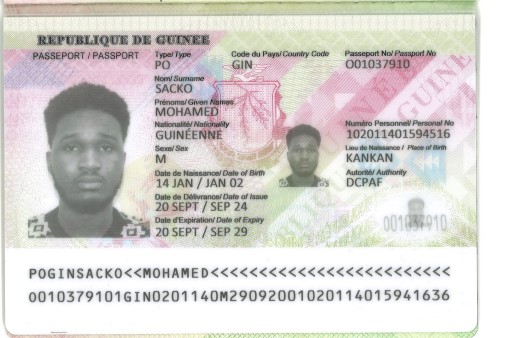 REPUBLIQUE DE GUINEE
PASSEPORT / PASSPORT
Type/Type
PO
Code du Pays/Country Code
GIN
Passeport No/Passport No
O01037910
Nom/Surname
SACKO
Prénoms/Given Names
MOHAMED
Nationalité/Nationality
GUINÉENNE
Numéro Personnel/Personal No
102011401594516
Sexe/Sex
M
Lieu de Naissance / Place of Birth
KANKAN
Date de Naissance/Date of Birth
14 JAN / JAN 02
Autorité/Authority
DCPAF
Date de Délivrance/Date of Issue
20 SEPT / SEP 24
Date d'Expiration/Date of Expiry
20 SEPT / SEP 29
GUINEE
POGINSACKO<<MOHAMED<<<<<<<<<<<<<<<<<<<<<<<<<
0010379101GIN0201140M29092001020114015941636